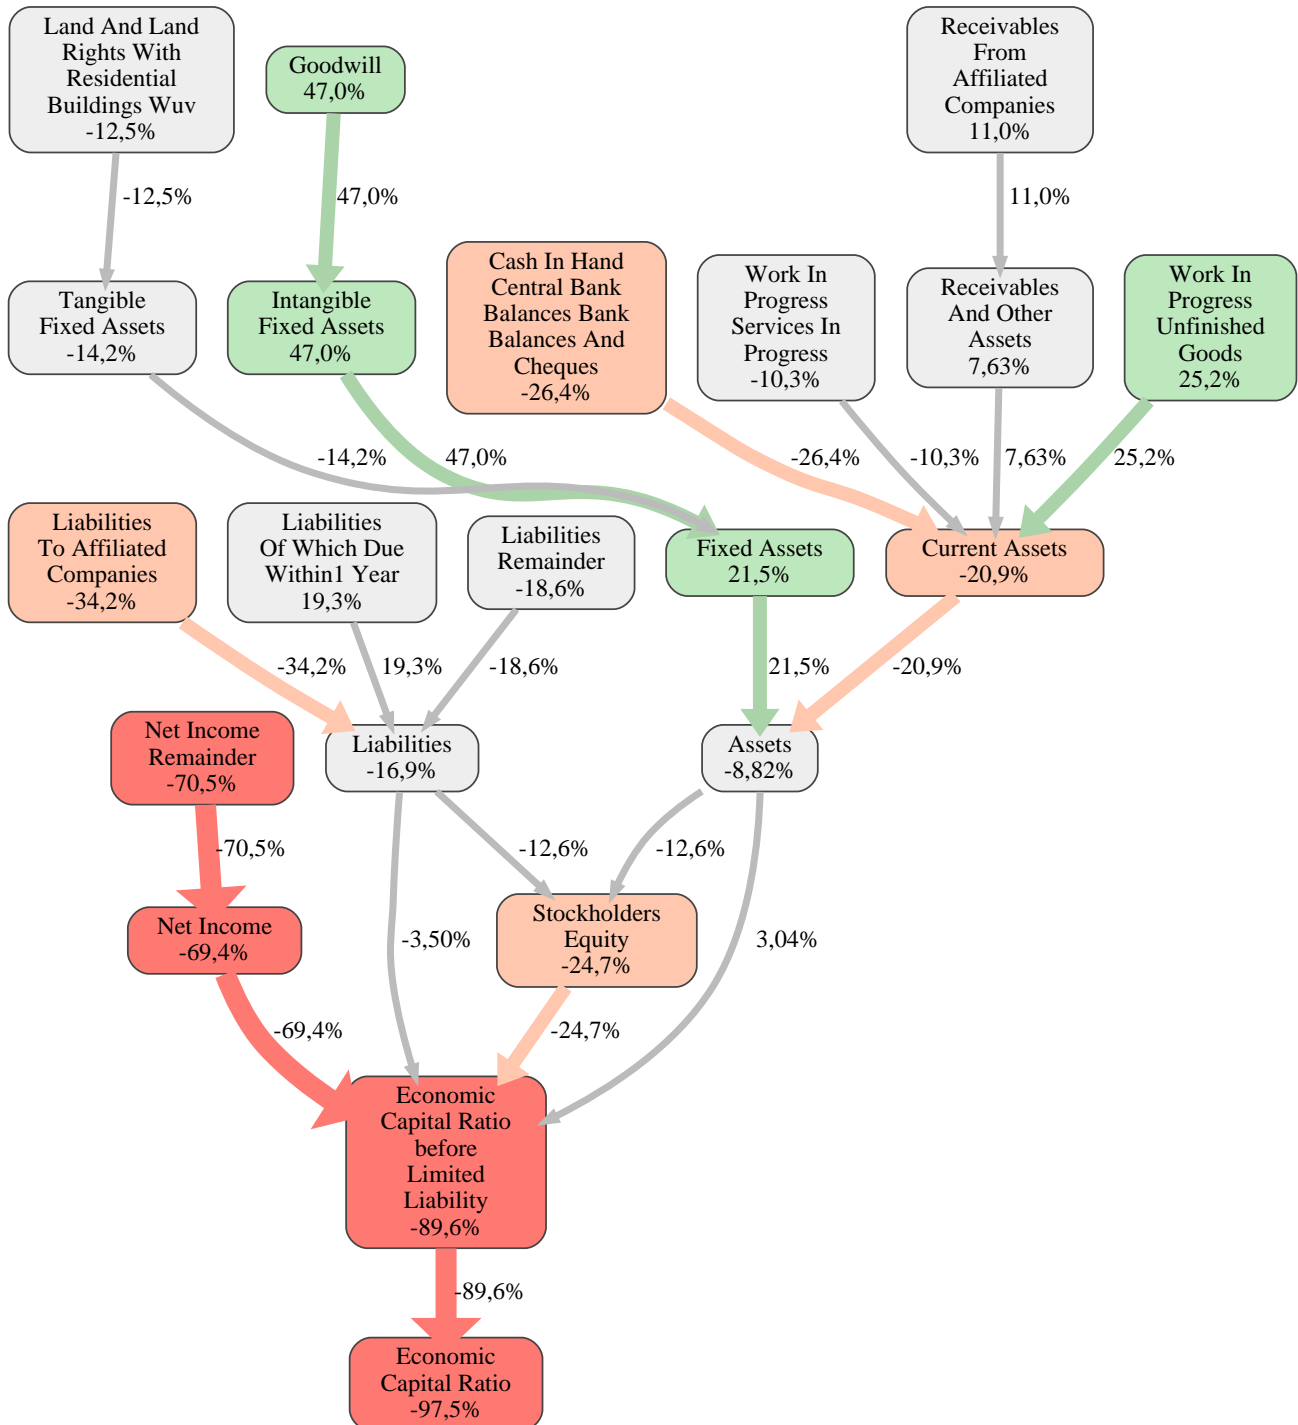 Land And Land
Rights With
Residential
Buildings Wuv
-12,5%
Goodwill
47,0%
Receivables
From
Affiliated
Companies
11,0%
-12,5%
47,0%
11,0%
Tangible
Fixed Assets
-14,2%
Intangible
Fixed Assets
47,0%
Cash In Hand
Central Bank
Balances Bank
Balances And
Cheques
-26,4%
Work In
Progress
Services In
Progress
-10,3%
Receivables
And Other
Assets
7,63%
Work In
Progress
Unfinished
Goods
25,2%
-14,2%
47,0%
-26,4%
-10,3%
7,63%
25,2%
Liabilities
To Affiliated
Companies
-34,2%
Liabilities
Of Which Due
Within1 Year
19,3%
Liabilities
Remainder
-18,6%
Fixed Assets
21,5%
Current Assets
-20,9%
-34,2%
19,3%
-18,6%
21,5%
-20,9%
Net Income
Remainder
-70,5%
Liabilities
-16,9%
Assets
-8,82%
-70,5%
-12,6%
-12,6%
Net Income
-69,4%
-3,50%
Stockholders
Equity
-24,7%
3,04%
-69,4%
-24,7%
Economic
Capital Ratio
before
Limited
Liability
-89,6%
-89,6%
Economic
Capital Ratio
-97,5%